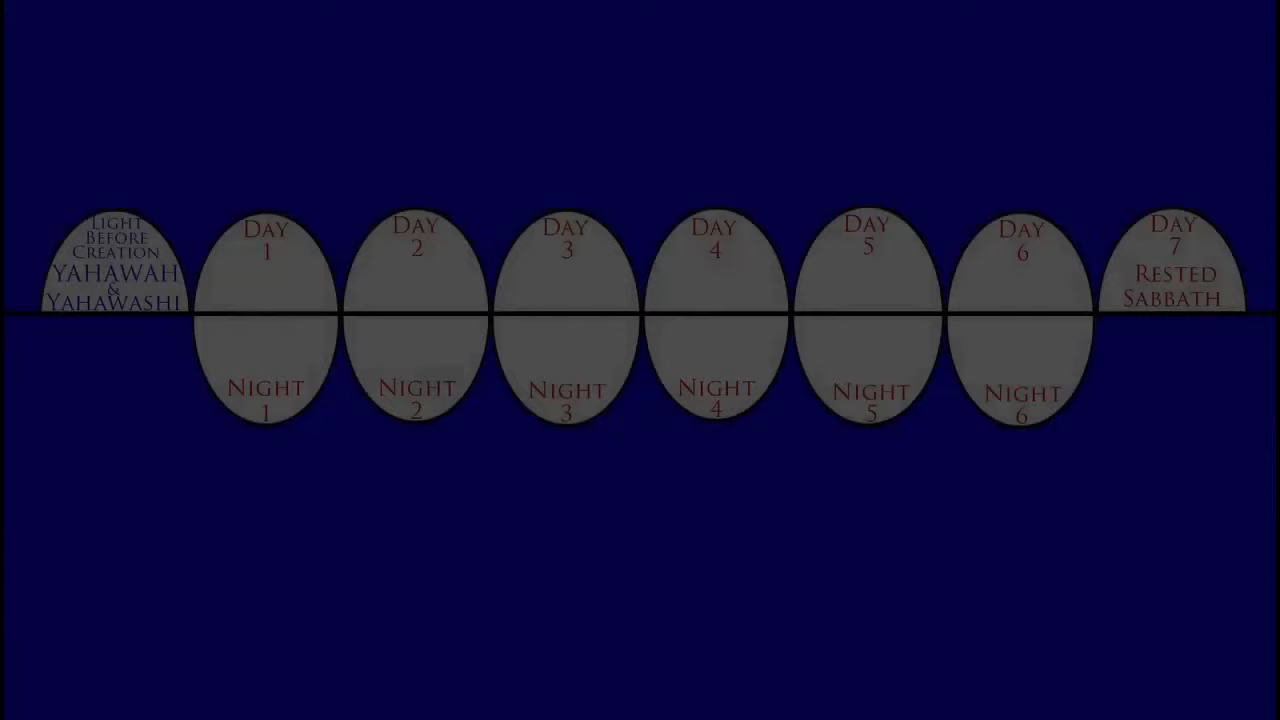 Light
Before
Creation
Yahawah
&
Yahawashi
Day
1
Night
1
Day
2
Night
2
Day
3
Night
3
Day
4
Night
4
Day
5
Night
5
Day
6
Night
6
Day
7
Rested
Sabbath